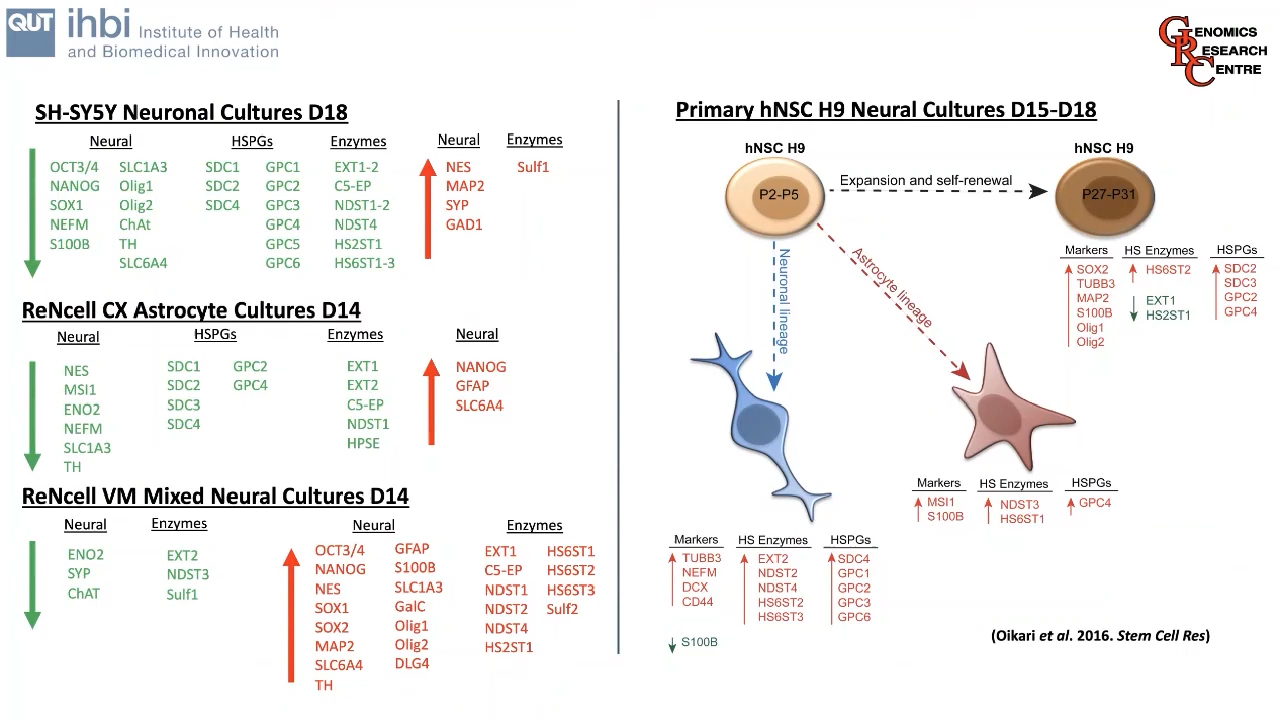 QUT ihbi Institute of Health
and Biomedical Innovation
GENOMICS
RESEARCH
CENTRE
SH-SY5Y Neuronal Cultures D18
Neural HSPGs Enzymes Neural Enzymes
OCT3/4 SLC1A3 SDC1 GPC1 EXT1-2 NES Sulf1
NANOG Olig1 SDC2 GPC2 C5-EP MAP2
SOX1 Olig2 SDC4 GPC3 NDST1-2 SYP
NEFM ChAt GPC4 NDST4 GAD1
S100B TH GPC5 HS2ST1
SLC6A4 GPC6 HS6ST1-3
ReNcell CX Astrocyte Cultures D14
Neural HSPGs Enzymes Neural
NES SDC1 GPC2 EXT1 NANOG
MSI1 SDC2 GPC4 EXT2 GFAP
ENO2 SDC3 C5-EP SLC6A4
NEFM SDC4 NDST1
SLC1A3 HPSE
TH
ReNcell VM Mixed Neural Cultures D14
Neural Enzymes Neural Enzymes
ENO2 EXT2 OCT3/4 GFAP EXT1 HS6ST1
SYP NDST3 NANOG S100B C5-EP HS6ST2
ChAT Sulf1 NES SLC1A3 NDST1 HS6ST3
SOX1 GalC NDST2 Sulf2
SOX2 Olig1 NDST4
MAP2 Olig2 HS2ST1
SLC6A4 DLG4
TH
Primary hNSC H9 Neural Cultures D15-D18
hNSC H9 hNSC H9
P2-P5 Expansion and self-renewal P27-P31
Neuronal lineage
Astrocyte lineage
Markers HS Enzymes HSPGs
SOX2 HS6ST2 SDC2
TUBB3 SDC3
MAP2 EXT1 GPC2
S100B HS2ST1 GPC4
Olig1
Olig2
Markers HS Enzymes HSPGs
MSI1 NDST3 GPC4
S100B HS6ST1
Markers HS Enzymes HSPGs
TUBB3 EXT2 SDC4
NEFM NDST2 GPC1
DCX NDST4 GPC2
CD44 HS6ST2 GPC3
HS6ST3 GPC6
S100B
(Oikari et al. 2016. Stem Cell Res)